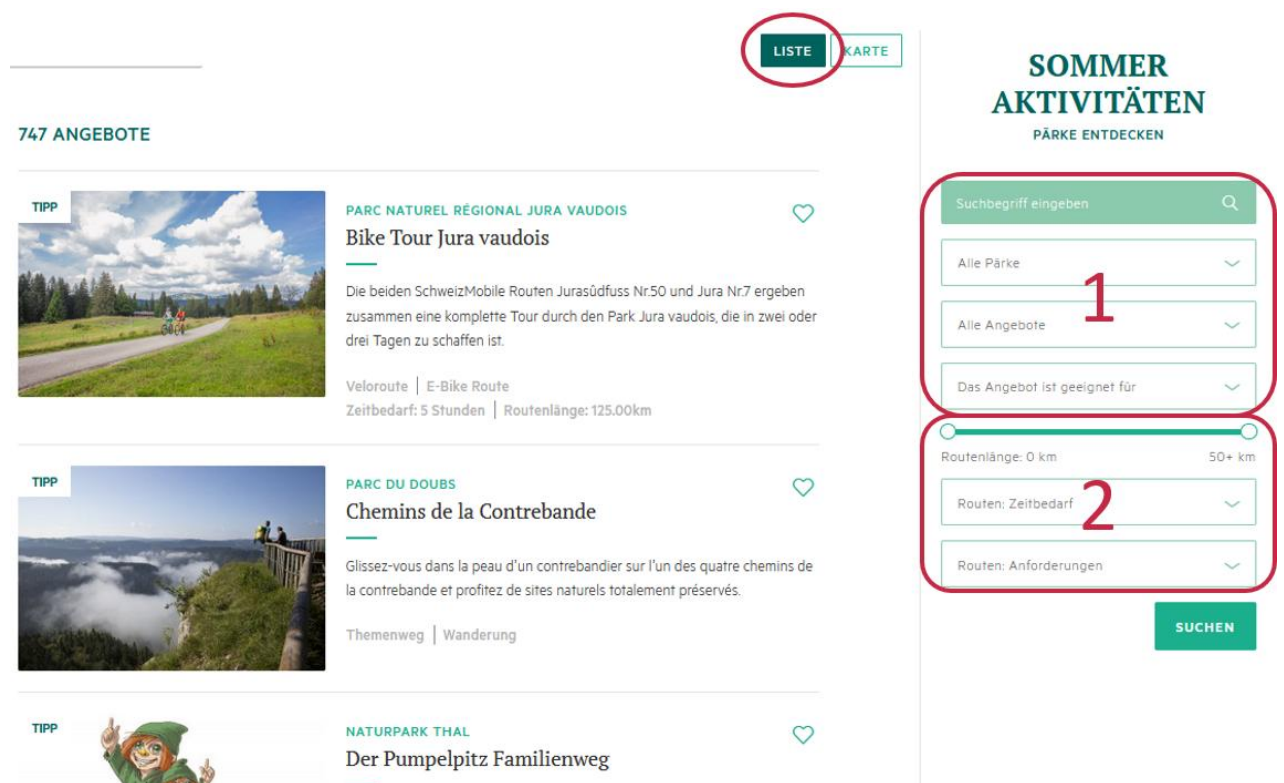 LISTE
KARTE
747 ANGEBOTE
TIPP
PARC NATUREL RÉGIONAL JURA VAUDOIS
Bike Tour Jura vaudois
Die beiden SchweizMobile Routen Jurasûdfuss Nr.50 und Jura Nr.7 ergeben
zusammen eine komplette Tour durch den Park Jura vaudois, die in zwei oder
drei Tagen zu schaffen ist.
Veloroute | E-Bike Route
Zeitbedarf: 5 Stunden | Routenlänge: 125.00km
TIPP
PARC DU DOUBS
Chemins de la Contrebande
Glissez-vous dans la peau d'un contrebandier sur l'un des quatre chemins de
la contrebande et profitez de sites naturels totalement préservés.
Themenweg | Wanderung
TIPP
NATURPARK THAL
Der Pumpelpitz Familienweg
SOMMER
AKTIVITÄTEN
PÄRKE ENTDECKEN
Suchbegriff eingeben
Alle Pärke
1
Alle Angebote
Das Angebot ist geeignet für
Routenlänge: 0 km
50+ km
Routen: Zeitbedarf
2
Routen: Anforderungen
SUCHEN